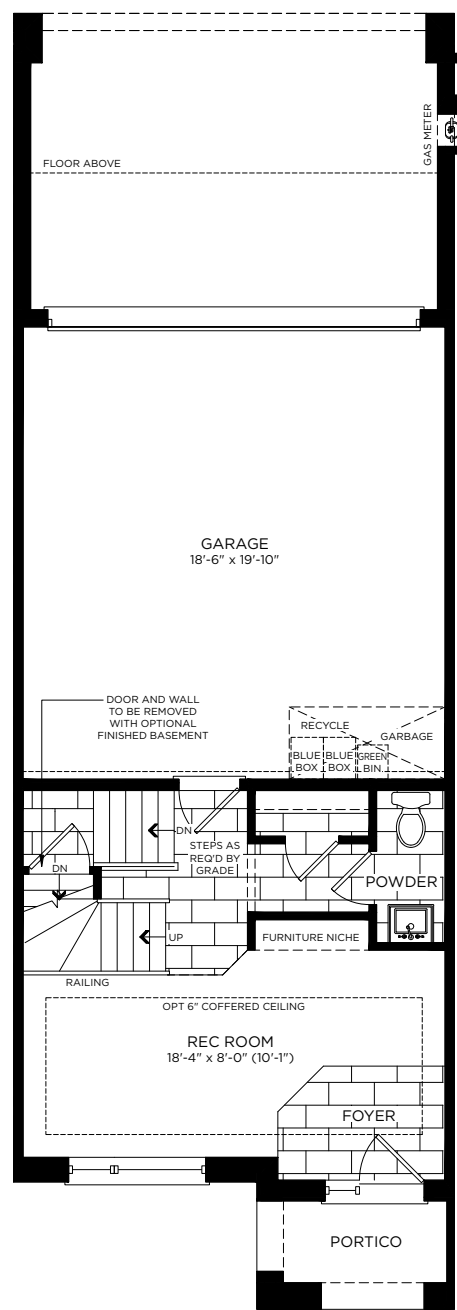 GAS METER
FLOOR ABOVE
GARAGE
18'-6" x 19'-10"
DOOR AND WALL
TO BE REMOVED
WITH OPTIONAL
FINISHED BASEMENT
RECYCLE
GARBAGE
BLUE
BOX
BLUE
BOX
GREEN
BIN
DN
STEPS AS
REQ'D BY
GRADE
DN
POWDER
UP
FURNITURE NICHE
RAILING
OPT 6" COFFERED CEILING
REC ROOM
18'-4" x 8'-0" (10'-1")
FOYER
PORTICO